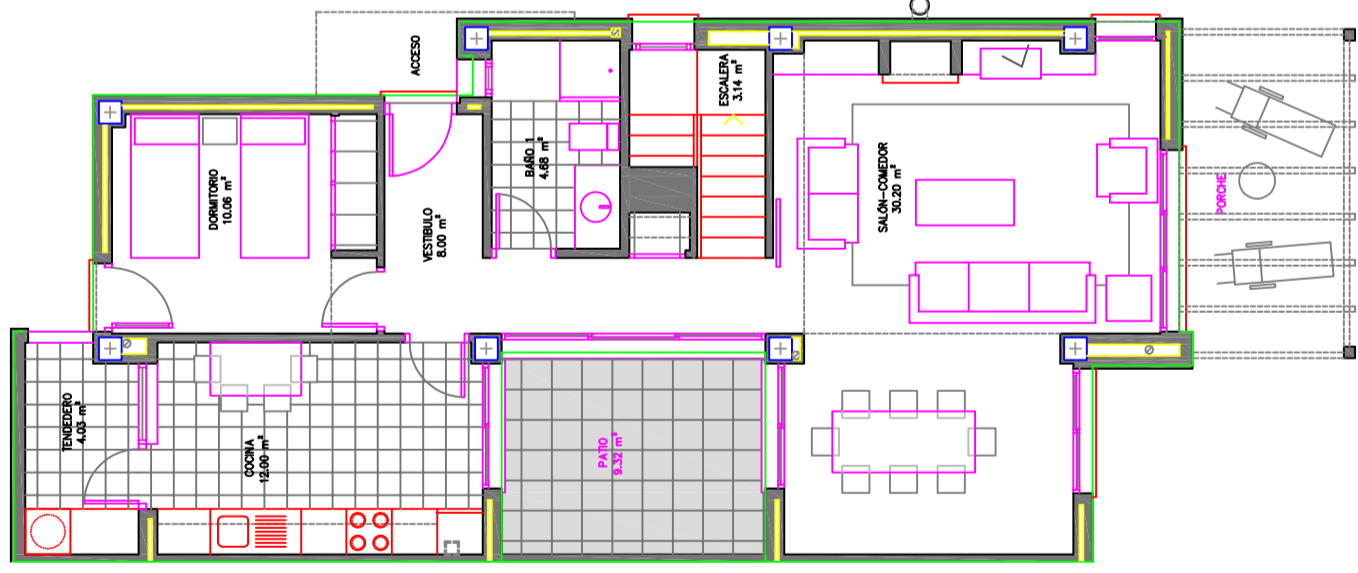 ACCESO
ESCALERA
3.14 m²
BAÑO 1
4.68 m²
DORMITORIO
10.06 m²
VESTIBULO
8.00 m²
SALÓN-COMEDOR
30.20 m²
PORCHE
TENDEDERO
4.03 m²
COCINA
12.00 m²
PATIO
9.32 m²